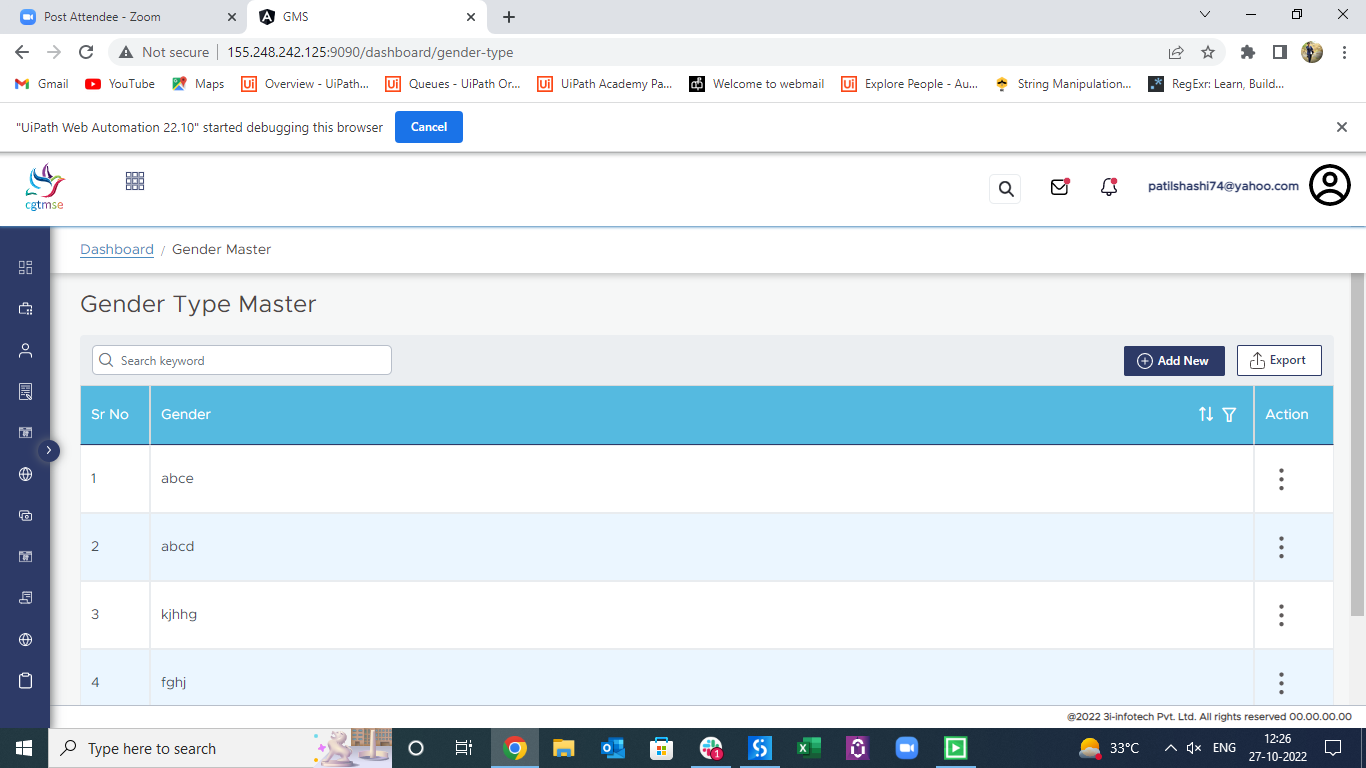 Post Attendee - Zoom
GMS
Not secure
155.248.242.125:9090/dashboard/gender-type
Gmail
YouTube
Maps
Overview - UiPath...
Queues - UiPath Or...
UiPath Academy Pa...
Welcome to webmail
Explore People - Au...
String Manipulation...
RegExr: Learn, Build...
"UiPath Web Automation 22.10" started debugging this browser
Cancel
cgtmse
patilshashi74@yahoo.com
Dashboard / Gender Master
Gender Type Master
Search keyword
Add New
Export
Sr No
Gender
Action
1
abce
2
abcd
3
kjhhg
4
fghj
@2022 3i-infotech Pvt. Ltd. All rights reserved 00.00.00.00
Type here to search
1
33°C
ENG
12:26
27-10-2022